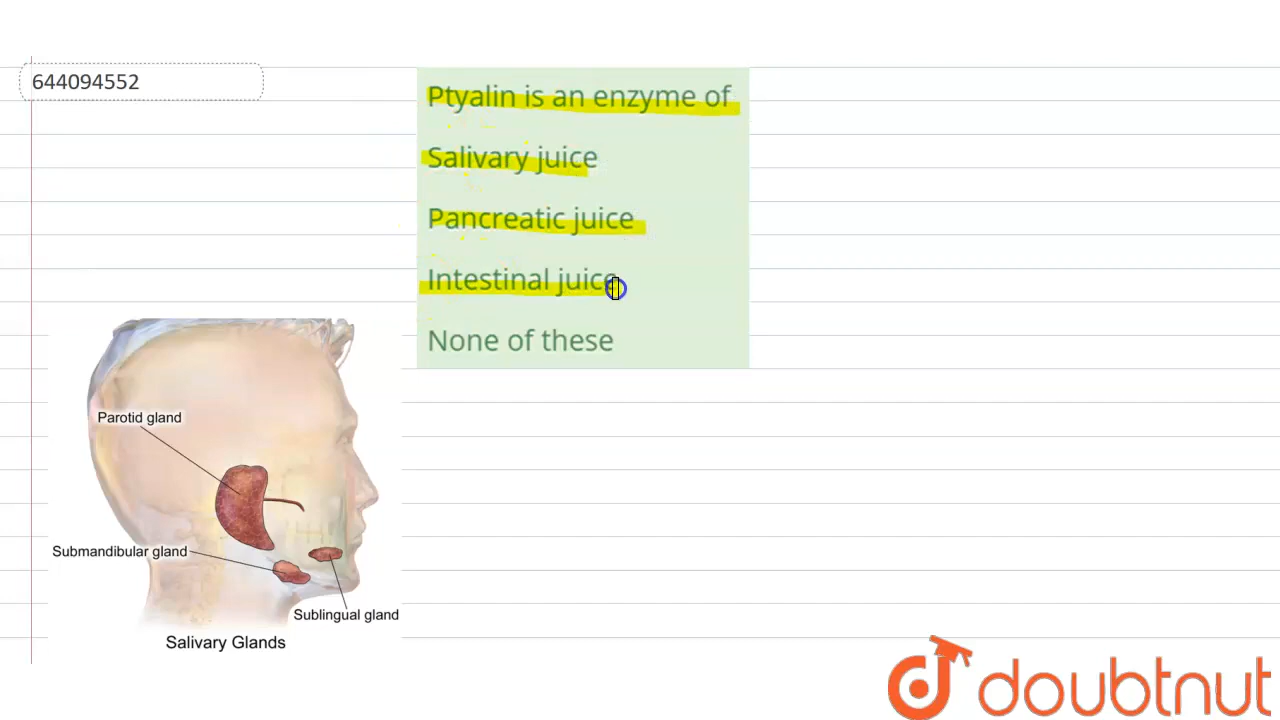 644094552
Ptyalin is an enzyme of
Salivary juice
Pancreatic juice
Intestinal juice
None of these
Parotid gland
Submandibular gland
Sublingual gland
Salivary Glands
doubtnut